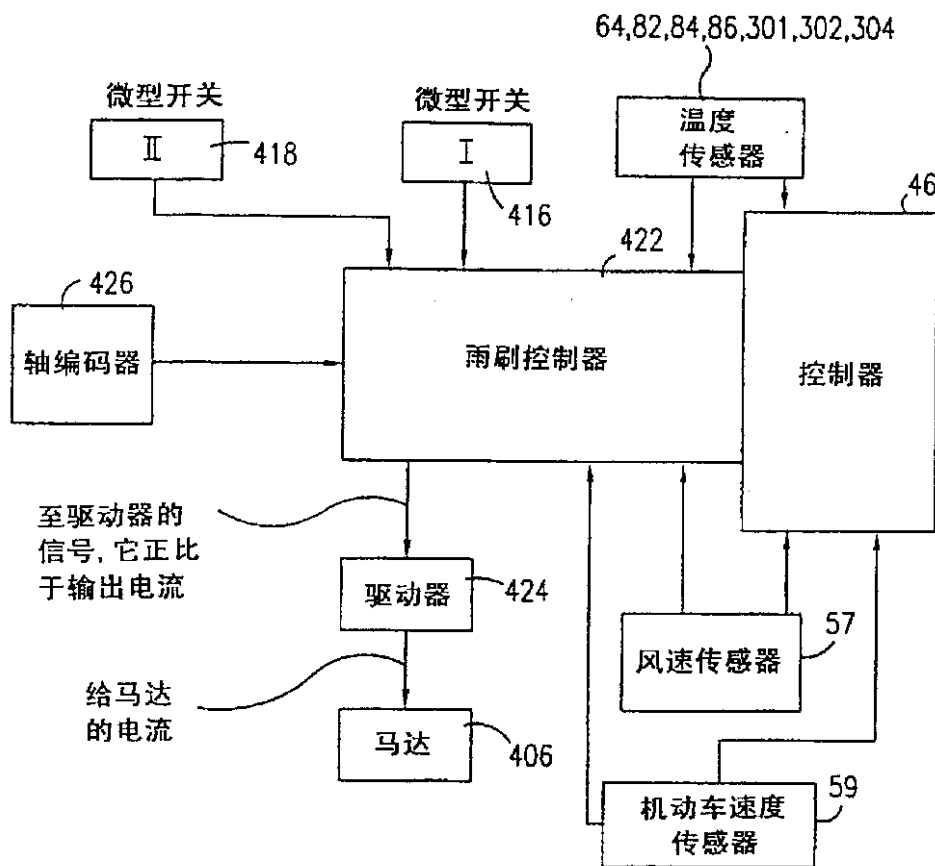 64,82,84,86,301,302,304
微型开关
微型开关
Ⅱ
418
Ⅰ
416
温度
传感器
46
422
426
轴编码器
雨刷控制器
控制器
至驱动器的
信号,它正比
于输出电流
驱动器
424
57
风速传感器
给马达
的电流
马达
406
59
机动车速度
传感器